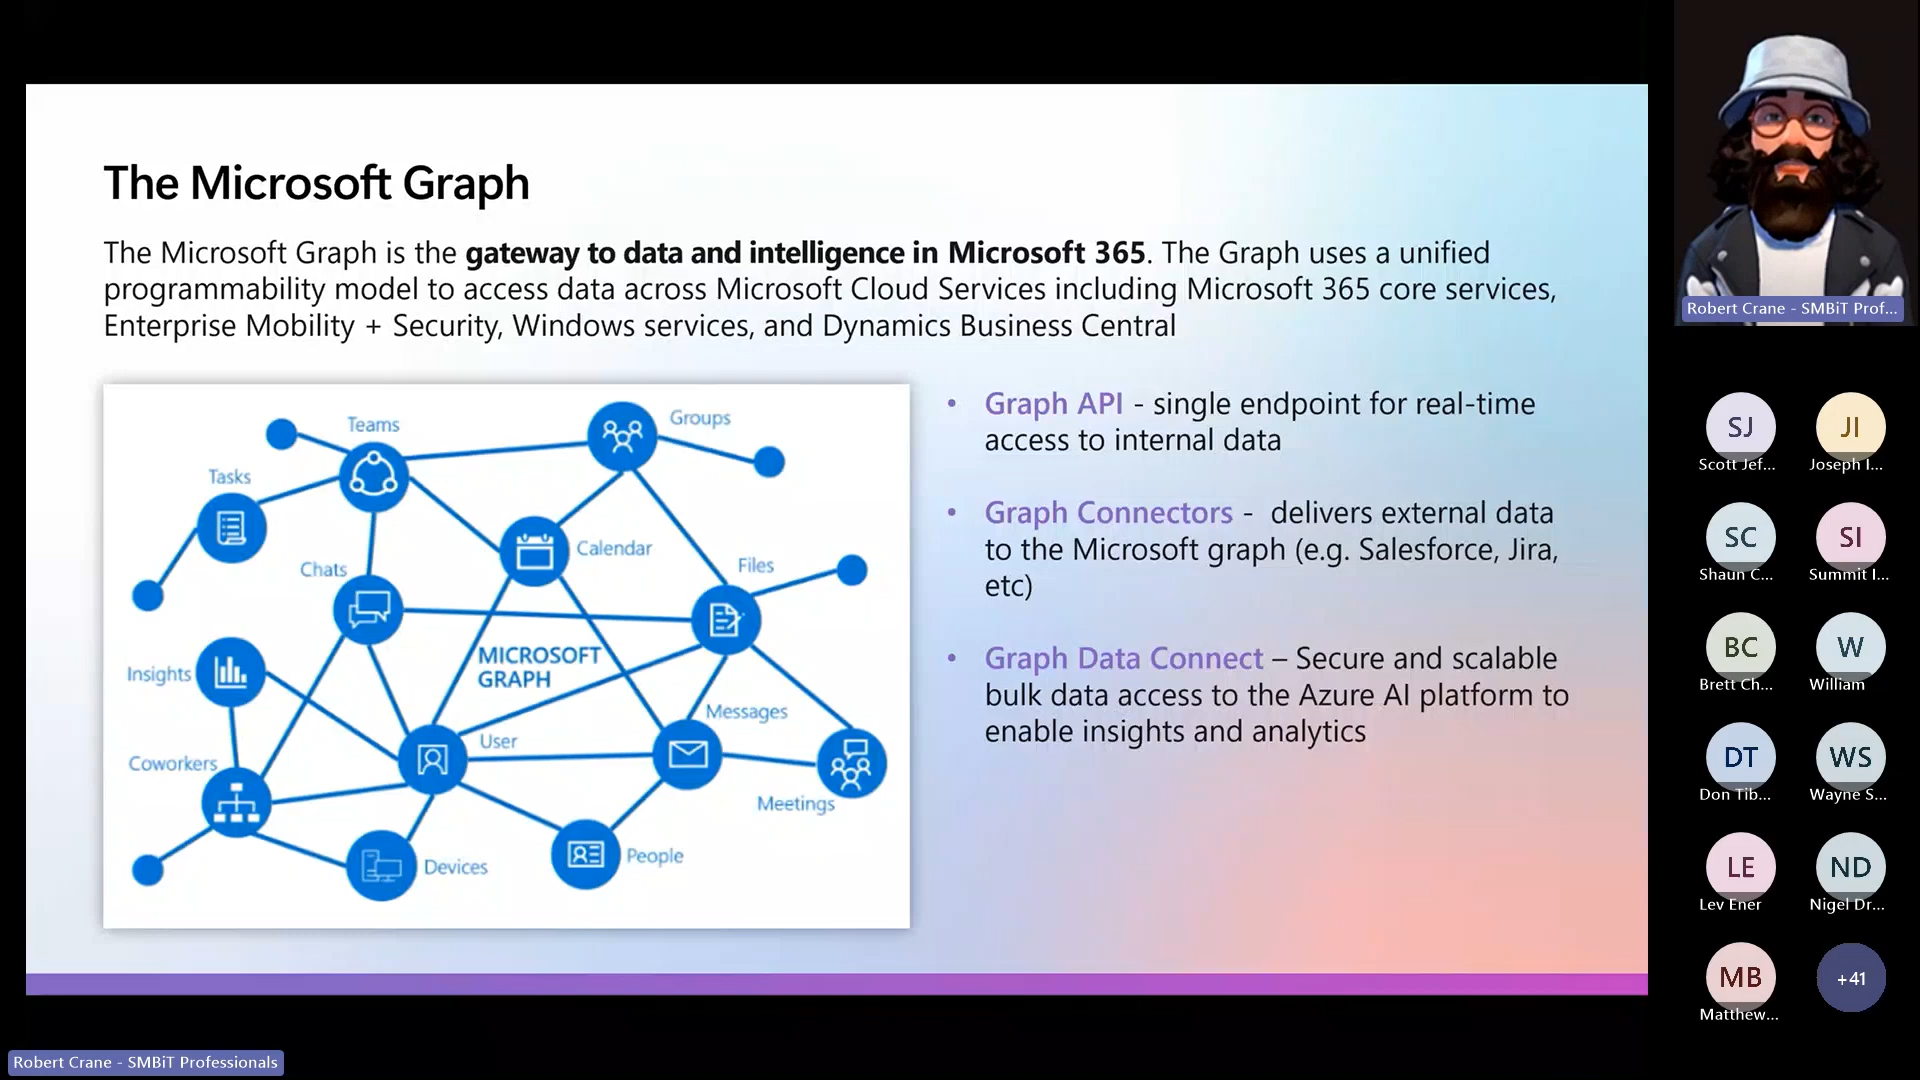 The Microsoft Graph
The Microsoft Graph is the gateway to data and intelligence in Microsoft 365. The Graph uses a unified
programmability model to access data across Microsoft Cloud Services including Microsoft 365 core services,
Enterprise Mobility + Security, Windows services, and Dynamics Business Central
Teams
Groups
Tasks
Calendar
Chats
Files
MICROSOFT
GRAPH
Insights
Messages
User
Coworkers
Meetings
Devices
People
• Graph API - single endpoint for real-time
access to internal data
• Graph Connectors - delivers external data
to the Microsoft graph (e.g. Salesforce, Jira,
etc)
• Graph Data Connect – Secure and scalable
bulk data access to the Azure AI platform to
enable insights and analytics
Robert Crane - SMBiT Prof...
SJ
Scott Jef...
JI
Joseph I...
SC
Shaun C...
SI
Summit I...
BC
Brett Ch...
W
William
DT
Don Tib...
WS
Wayne S...
LE
Lev Ener
ND
Nigel Dr...
MB
Matthew...
+41
Robert Crane - SMBiT Professionals